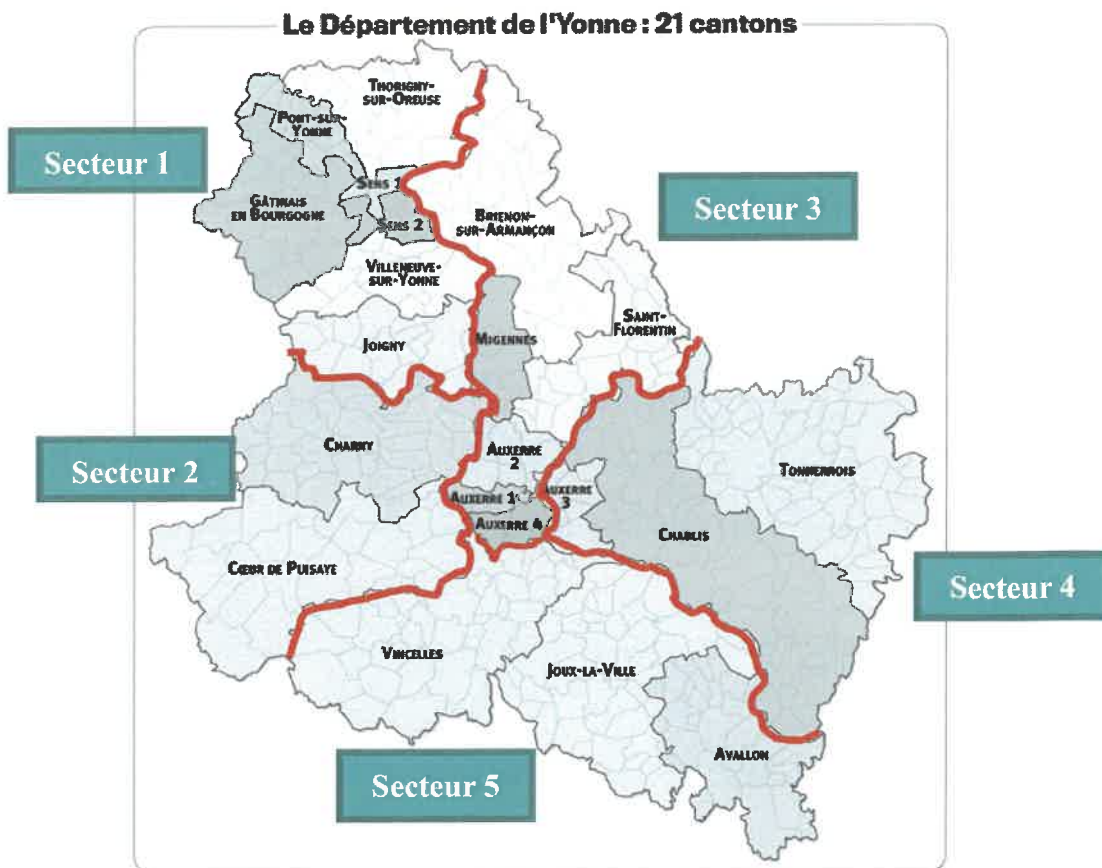 Le Département de l'Yonne : 21 cantons
Thorigny-
sur-Oreuse
Pont-sur-
Yonne
Secteur 1
Sens 1
Gâtinais
en Bourgogne
Sens 2
Brienon-
sur-Armançon
Secteur 3
Villeneuve-
sur-Yonne
Saint-
Florentin
Joigny
Migennes
Charny
Secteur 2
Auxerre
2
Tonnerrois
Auxerre 1
Auxerre
3
Auxerre 4
Chablis
Cœur de Puisaye
Secteur 4
Vincelles
Joux-la-Ville
Avallon
Secteur 5